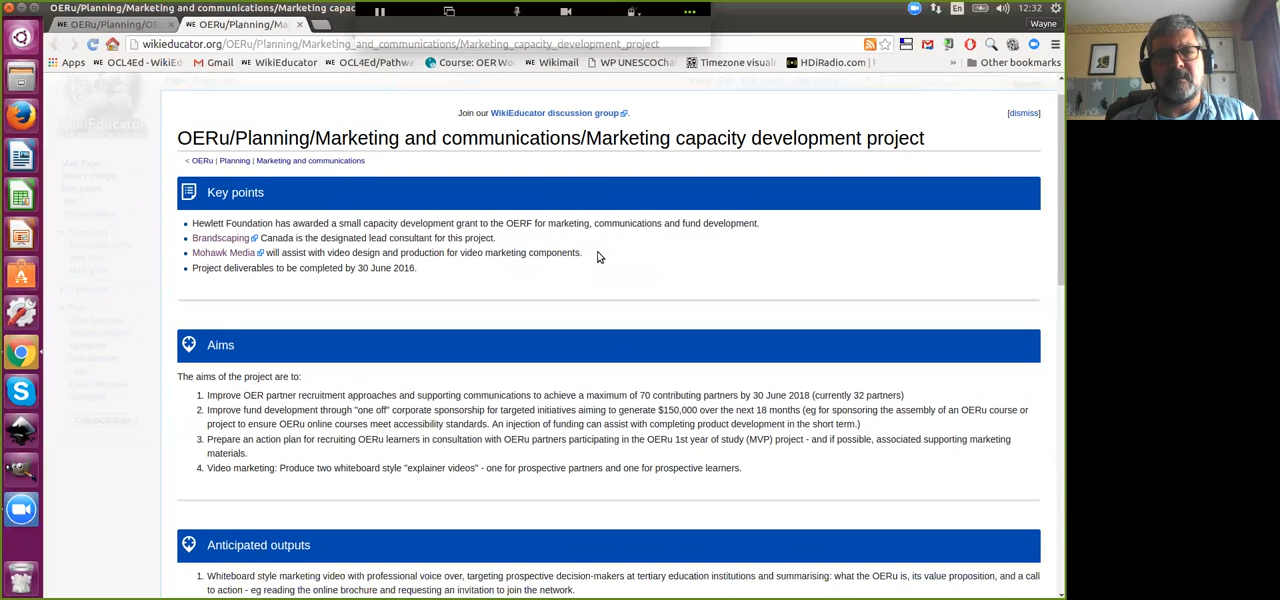 OERu/Planning/Marketing and communications/Marketing capac
12:32
En
Wayne
WE OERu/Planning/OE
WE OERu/Planning/Ma
wikieducator.org/OERu/Planning/Marketing_and_communications/Marketing_capacity_development_project
Apps
WE OCL4Ed - WikiEd
Gmail
WE WikiEducator
WE OCL4Ed/Pathwa
Course: OER Wo
WE Wikimail
WP UNESCOCha
Timezone visuali
HDiRadio.com |
»
Other bookmarks
Join our WikiEducator discussion group.
[dismiss]
OERu/Planning/Marketing and communications/Marketing capacity development project
< OERu | Planning | Marketing and communications
Key points
Hewlett Foundation has awarded a small capacity development grant to the OERF for marketing, communications and fund development.
Brandscaping Canada is the designated lead consultant for this project.
Mohawk Media will assist with video design and production for video marketing components.
Project deliverables to be completed by 30 June 2016.
Aims
The aims of the project are to:
1. Improve OER partner recruitment approaches and supporting communications to achieve a maximum of 70 contributing partners by 30 June 2018 (currently 32 partners)
2. Improve fund development through "one off" corporate sponsorship for targeted initiatives aiming to generate $150,000 over the next 18 months (eg for sponsoring the assembly of an OERu course or
project to ensure OERu online courses meet accessibility standards. An injection of funding can assist with completing product development in the short term.)
3. Prepare an action plan for recruiting OERu learners in consultation with OERu partners participating in the OERu 1st year of study (MVP) project - and if possible, associated supporting marketing
materials.
4. Video marketing: Produce two whiteboard style "explainer videos" - one for prospective partners and one for prospective learners.
Anticipated outputs
1. Whiteboard style marketing video with professional voice over, targeting prospective decision-makers at tertiary education institutions and summarising: what the OERu is, its value proposition, and a call
to action - eg reading the online brochure and requesting an invitation to join the network.